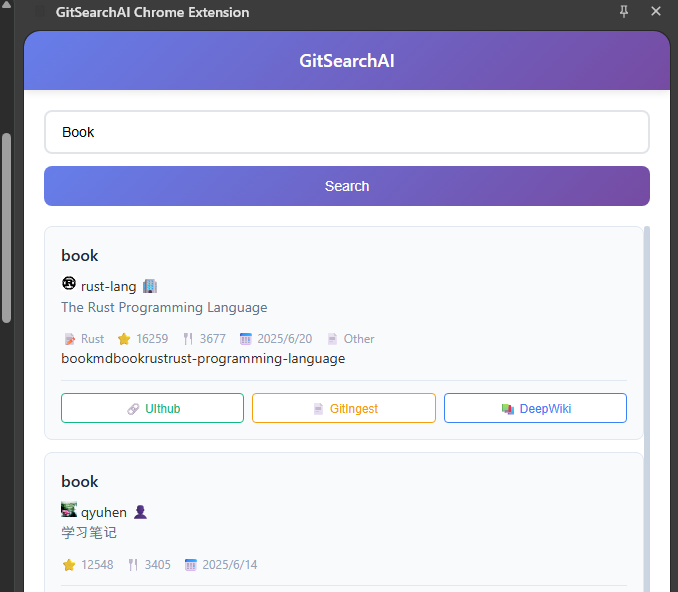 GitSearchAI Chrome Extension
GitSearchAI
Book
Search
book
rust-lang
The Rust Programming Language
Rust 16259 3677 2025/6/20 Other
bookmdbookrustrust-programming-language
UIthub GitIngest DeepWiki
book
qyuhen
学习笔记
12548 3405 2025/6/14